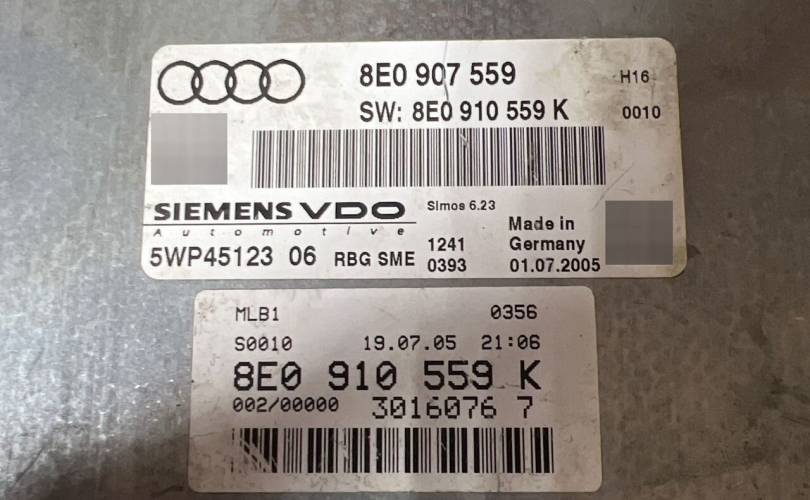 8E0 907 559 H16
SW: 8E0 910 559 K 0010
SIEMENS VDO Simos 6.23
Automotive
Made in
5WP45123 06 RBG SME 1241 Germany
0393 01.07.2005
MLB1 0356
S0010 19.07.05 21:06
8E0 910 559 K
002/00000 3016076 7